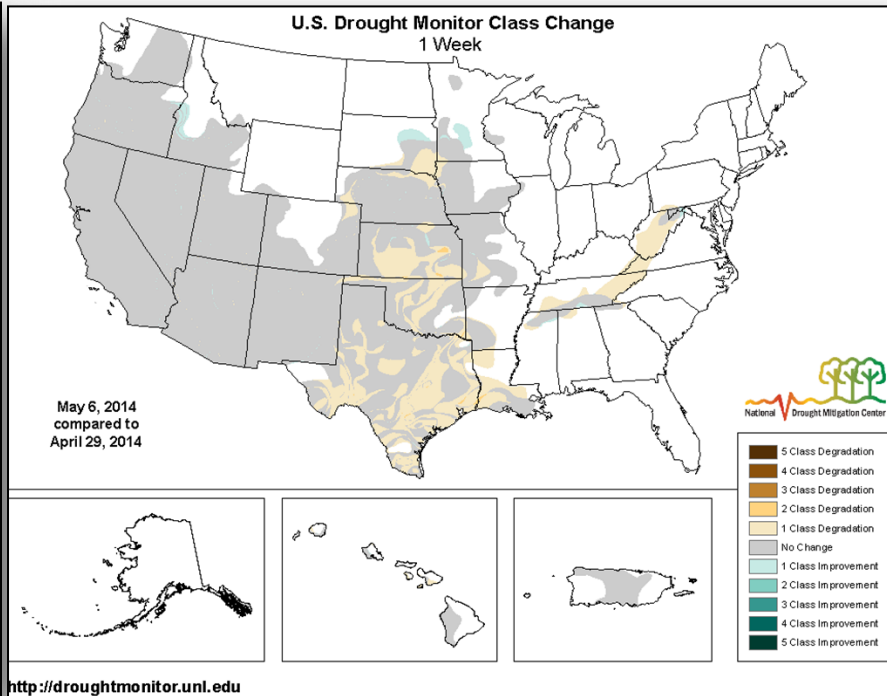 U.S. Drought Monitor Class Change
1 Week
May 6, 2014
compared to
April 29, 2014
National Drought Mitigation Center
5 Class Degradation
4 Class Degradation
3 Class Degradation
2 Class Degradation
1 Class Degradation
No Change
1 Class Improvement
2 Class Improvement
3 Class Improvement
4 Class Improvement
5 Class Improvement
http://droughtmonitor.unl.edu